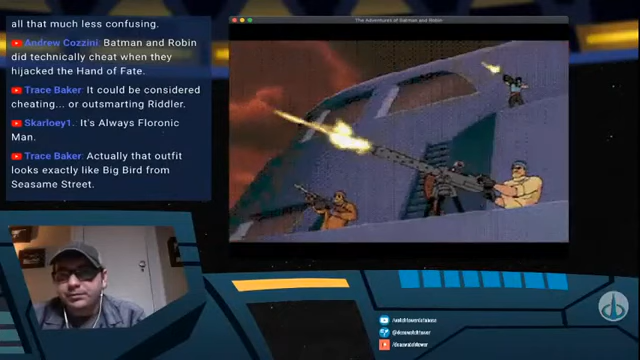 all that much less confusing.
Andrew Cozzini: Batman and Robin
did technically cheat when they
hijacked the Hand of Fate.
Trace Baker: It could be considered
cheating... or outsmarting Riddler.
Skarloey1: It's Always Floronic
Man.
Trace Baker: Actually that outfit
looks exactly like Big Bird from
Seasame Street.
The Adventures of Batman and Robin